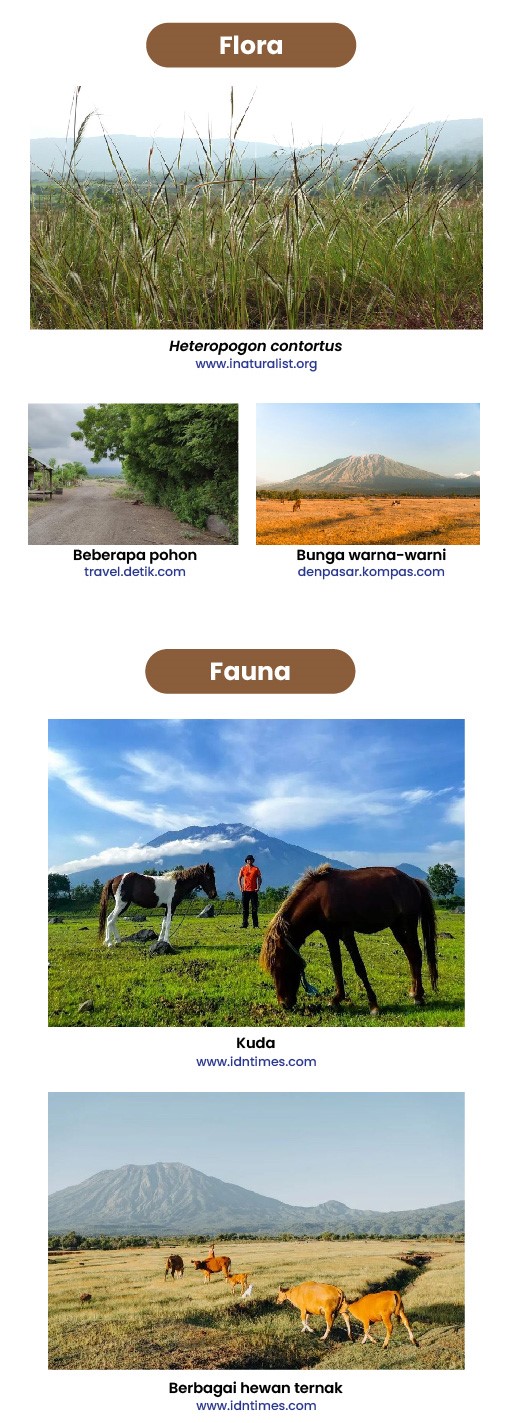 Flora
Heteropogon contortus
www.inaturalist.org
Beberapa pohon
travel.detik.com
Bunga warna-warni
denpasar.kompas.com
Fauna
Kuda
www.idntimes.com
Berbagai hewan ternak
www.idntimes.com